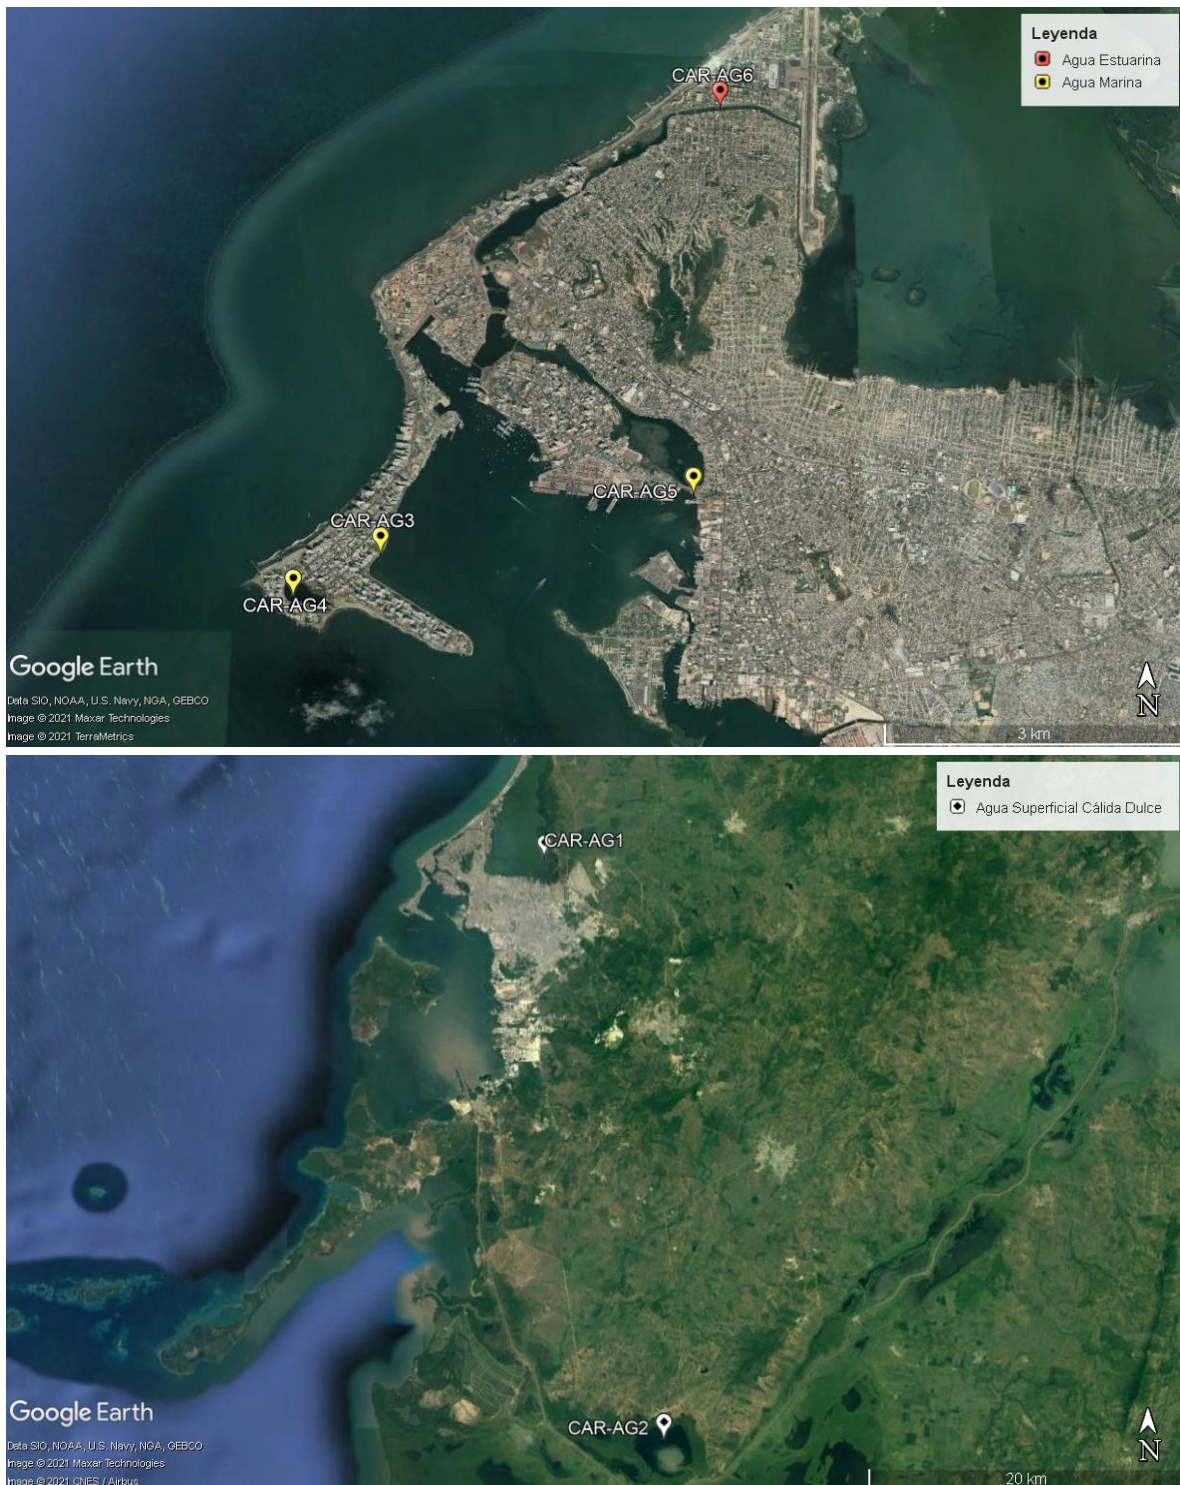 Leyenda
Agua Estuarina
Agua Marina
CAR-AG6
CAR-AG5
CAR-AG3
CAR-AG4
Google Earth
Data SIO, NOAA, U.S. Navy, NGA, GEBCO
Image © 2021 Maxar Technologies
Image © 2021 TerraMetrics
N
3 km
Leyenda
Agua Superficial Cálida Dulce
CAR-AG1
CAR-AG2
Google Earth
Data SIO, NOAA, U.S. Navy, NGA, GEBCO
Image © 2021 Maxar Technologies
Image © 2021 CNES / Airbus
N
20 km